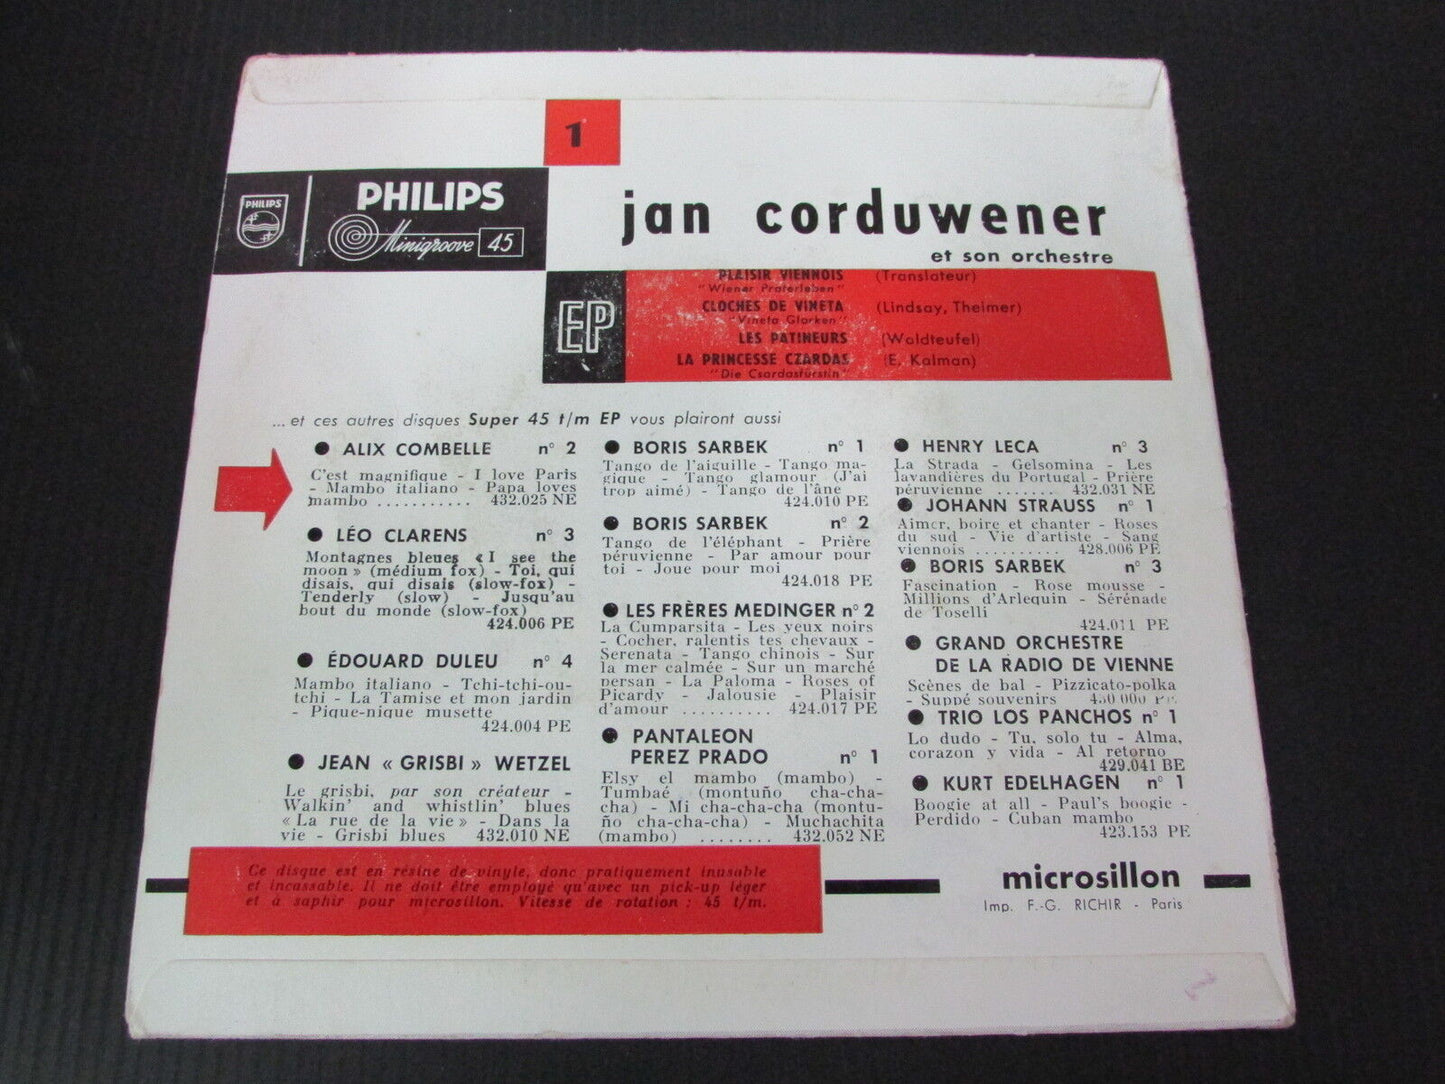 1
PHILIPS
PHILIPS
Minigroove 45
jan corduwener
et son orchestre
EP
PLAISIR VIENNOIS (Translateur)
"Wiener Praterleben"
CLOCHES DE VINETA (Lindsay, Theimer)
"Vineta Glorken"
LES PATINEURS (Waldteufel)
LA PRINCESSE CZARDAS (E. Kalman)
"Die Csardasfürstin"
... et ces autres disques Super 45 t/m EP vous plairont aussi
● ALIX COMBELLE n° 2
C'est magnifique - I love Paris
- Mambo italiano - Papa loves
mambo ........... 432.025 NE
● LÉO CLARENS n° 3
Montagnes bleues « I see the
moon » (médium fox) - Toi, qui
disais, qui disais (slow-fox) -
Tenderly (slow) - Jusqu'au
bout du monde (slow-fox)
424.006 PE
● ÉDOUARD DULEU n° 4
Mambo italiano - Tchi-tchi-ou-
tchi - La Tamise et mon jardin
- Pique-nique musette
424.004 PE
● JEAN « GRISBI » WETZEL
Le grisbi, par son créateur -
Walkin' and whistlin' blues
« La rue de la vie » - Dans la
vie - Grisbi blues 432.010 NE
● BORIS SARBEK n° 1
Tango de l'aiguille - Tango ma-
gique - Tango glamour (J'ai
trop aimé) - Tango de l'âne
424.010 PE
● BORIS SARBEK n° 2
Tango de l'éléphant - Prière
péruvienne - Par amour pour
toi - Joue pour moi
424.018 PE
● LES FRÈRES MEDINGER n° 2
La Cumparsita - Les yeux noirs
- Cocher, ralentis tes chevaux -
Serenata - Tango chinois - Sur
la mer calmée - Sur un marché
persan - La Paloma - Roses of
Picardy - Jalousie - Plaisir
d'amour .......... 424.017 PE
● PANTALEON
PEREZ PRADO n° 1
Elsy el mambo (mambo) -
Tumbaé (montuño cha-cha-
cha) - Mi cha-cha-cha (montu-
ño cha-cha-cha) - Muchachita
(mambo) ........ 432.052 NE
● HENRY LECA n° 3
La Strada - Gelsomina - Les
lavandières du Portugal - Prière
péruvienne ....... 432.031 NE
● JOHANN STRAUSS n° 1
Aimer, boire et chanter - Roses
du sud - Vie d'artiste - Sang
viennois .......... 428.006 PE
● BORIS SARBEK n° 3
Fascination - Rose mousse -
Millions d'Arlequin - Sérénade
de Toselli
424.011 PE
● GRAND ORCHESTRE
DE LA RADIO DE VIENNE
Scènes de bal - Pizzicato-polka
- Suppé souvenirs
● TRIO LOS PANCHOS n° 1
Lo dudo - Tu, solo tu - Alma,
corazon y vida - Al retorno
429.041 BE
● KURT EDELHAGEN n° 1
Boogie at all - Paul's boogie -
Perdido - Cuban mambo
423.153 PE
Ce disque est en résine de vinyle, donc pratiquement inusable
et incassable. Il ne doit être employé qu'avec un pick-up léger
et à saphir pour microsillon. Vitesse de rotation : 45 t/m.
microsillon
Imp. F.-G. RICHIR - Paris